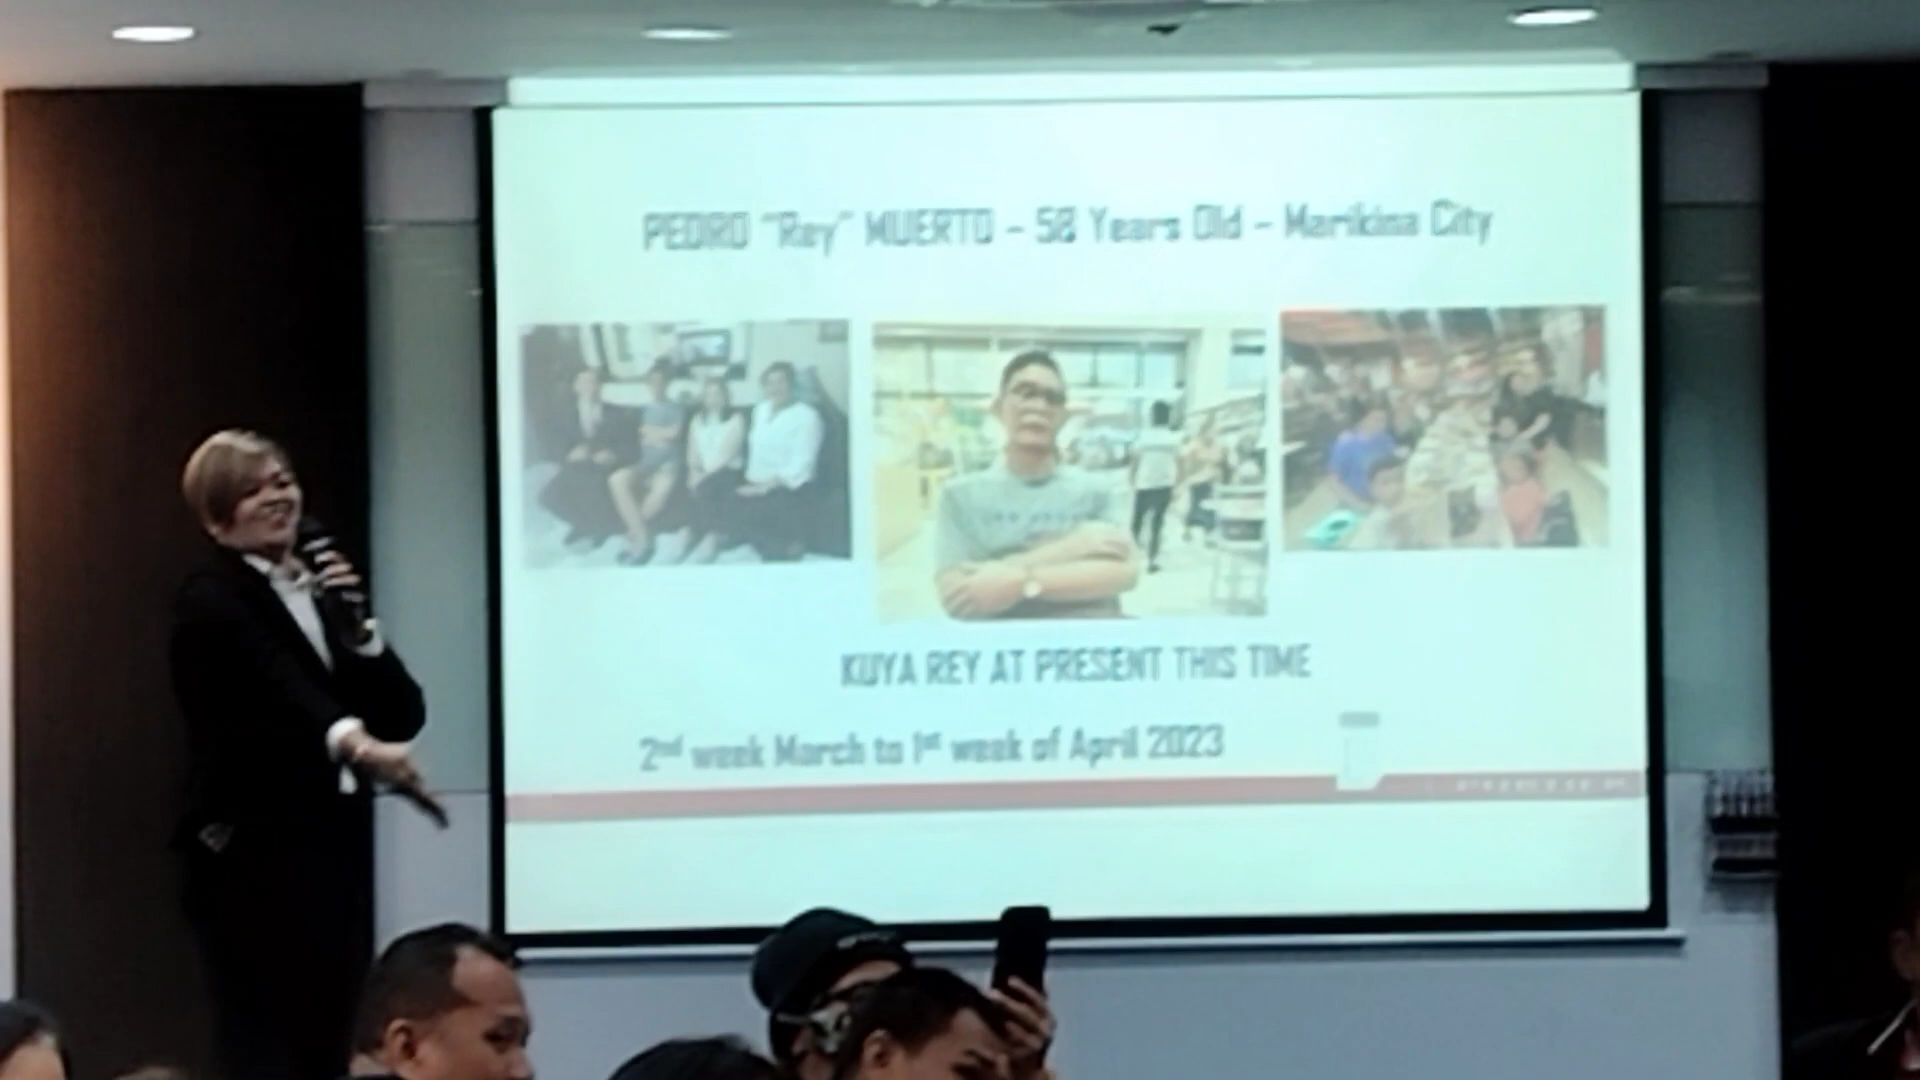 PEDRO "Rey" MUERTO - 58 Years Old - Marikina City
KUYA REY AT PRESENT THIS TIME
2nd week March to 1st week of April 2023